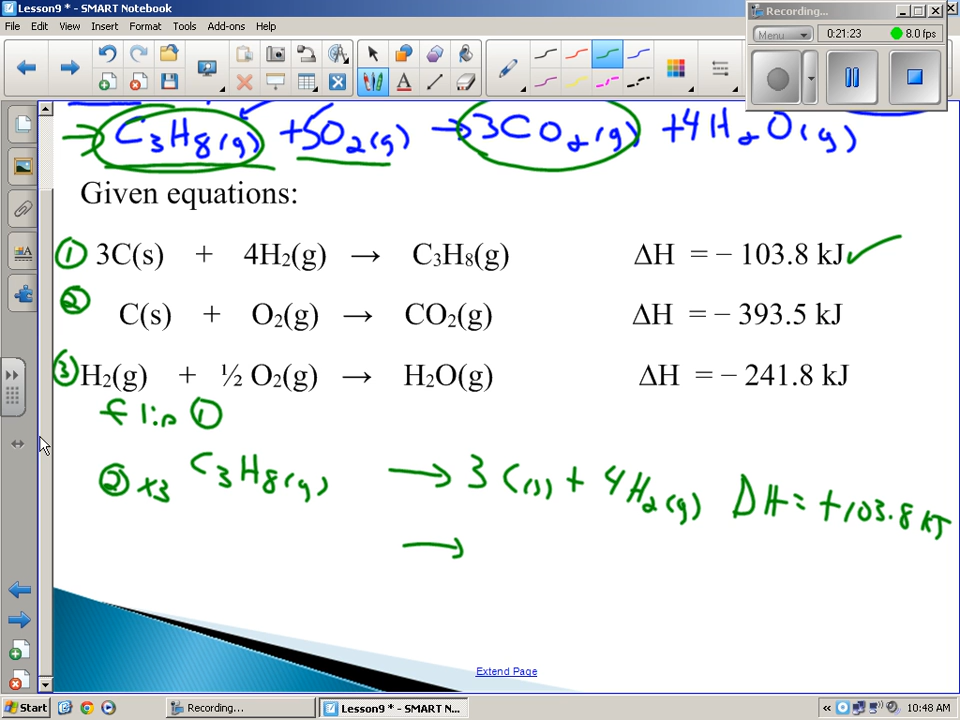 Lesson9 * - SMART Notebook
File Edit View Insert Format Tools Add-ons Help
Recording...
Menu 0:21:23 8.0 fps
C₃H₈(g) + 5O₂(g) → 3CO₂(g) + 4H₂O(g)
Given equations:
① 3C(s) + 4H₂(g) → C₃H₈(g) ΔH = − 103.8 kJ ✓
② C(s) + O₂(g) → CO₂(g) ΔH = − 393.5 kJ
③ H₂(g) + ½ O₂(g) → H₂O(g) ΔH = − 241.8 kJ
flip ①
② x3 C₃H₈(g) → 3 C(s) + 4H₂(g) ΔH = +103.8 kJ
→
Extend Page
Start Recording... Lesson9 * - SMART N... « 10:48 AM